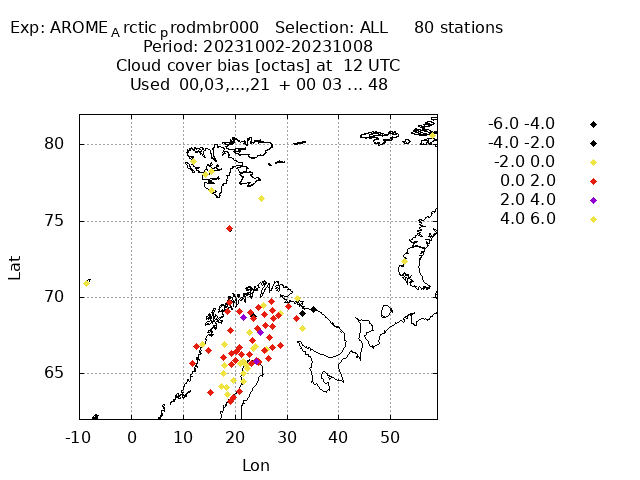 Exp: AROME_Arctic_prodmbr000 Selection: ALL 80 stations
Period: 20231002-20231008
Cloud cover bias [octas] at 12 UTC
Used 00,03,...,21 + 00 03 ... 48
-6.0 -4.0
-4.0 -2.0
-2.0 0.0
0.0 2.0
2.0 4.0
4.0 6.0
80
75
70
65
Lat
-10 0 10 20 30 40 50
Lon